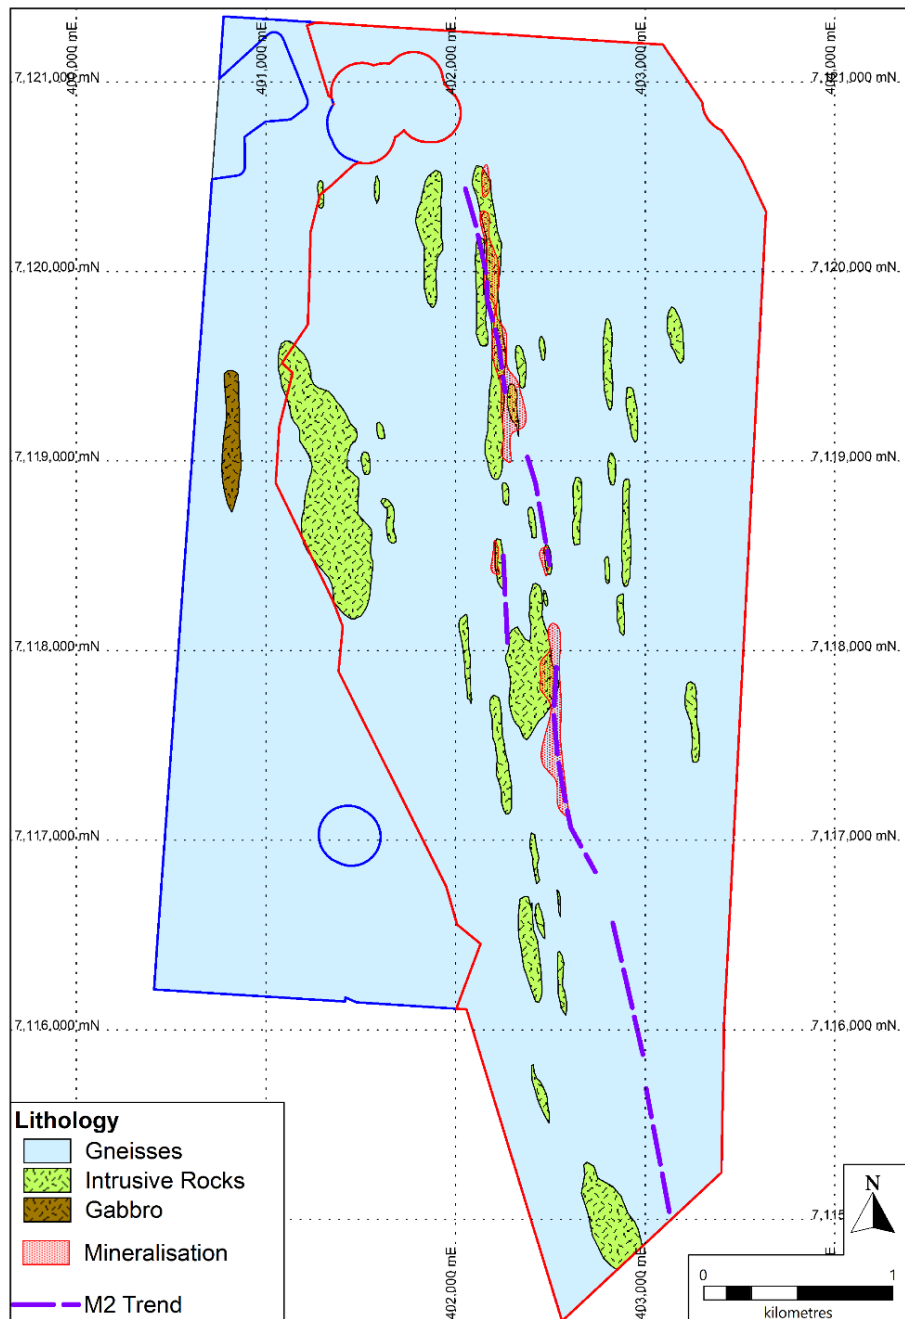 400,000 mE
401,000 mE
402,000 mE
403,000 mE
404,000 mE
7,121,000 mN
7,121,000 mN
7,120,000 mN
7,120,000 mN
7,119,000 mN
7,119,000 mN
7,118,000 mN
7,118,000 mN
7,117,000 mN
7,117,000 mN
7,116,000 mN
7,116,000 mN
7,115
402,000 mE
403,000 mE
Lithology
Gneisses
Intrusive Rocks
Gabbro
Mineralisation
M2 Trend
N
0
1
kilometres